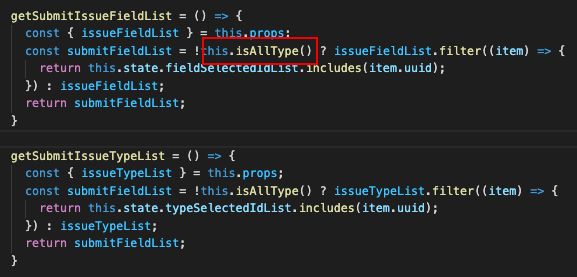 getSubmitIssueFieldList = () => {
const { issueFieldList } = this.props;
const submitFieldList = !this.isAllType() ? issueFieldList.filter((item) => {
return this.state.fieldSelectedIdList.includes(item.uuid);
}) : issueFieldList;
return submitFieldList;
}
getSubmitIssueTypeList = () => {
const { issueTypeList } = this.props;
const submitFieldList = !this.isAllType() ? issueTypeList.filter((item) => {
return this.state.typeSelectedIdList.includes(item.uuid);
}) : issueTypeList;
return submitFieldList;
}